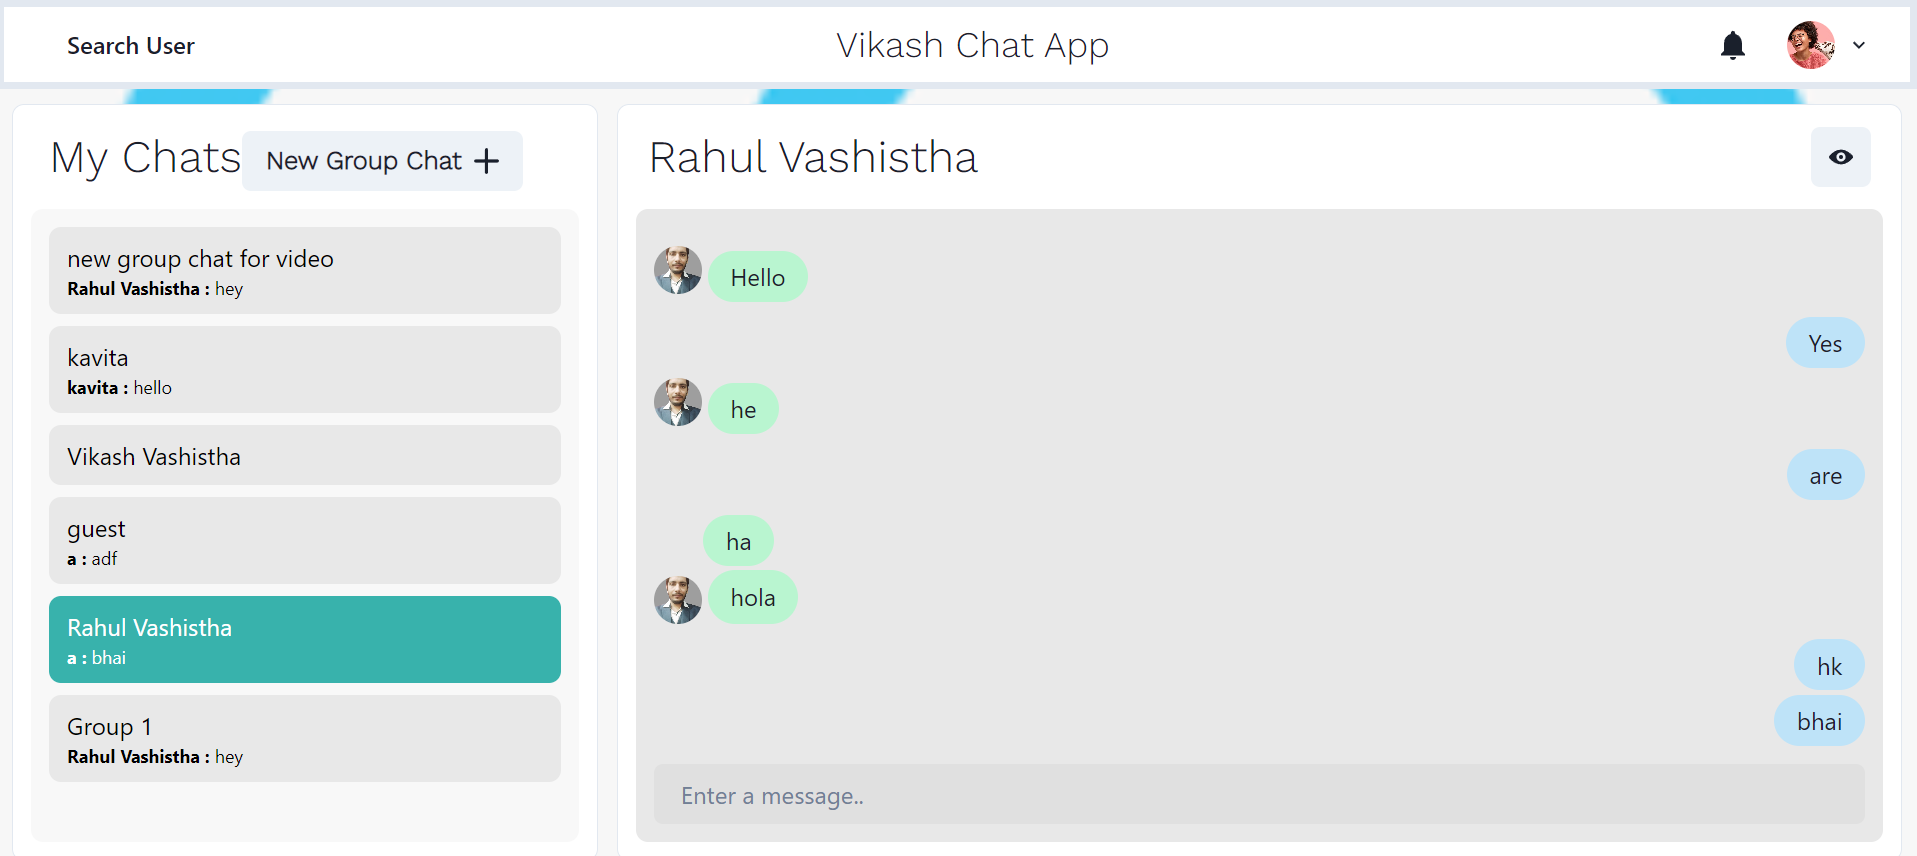 Search User
Vikash Chat App
My Chats
New Group Chat
new group chat for video
Rahul Vashistha : hey
kavita
kavita : hello
Vikash Vashistha
guest
a : adf
Rahul Vashistha
a : bhai
Group 1
Rahul Vashistha : hey
Rahul Vashistha
Hello
Yes
he
are
ha
hola
hk
bhai
Enter a message..